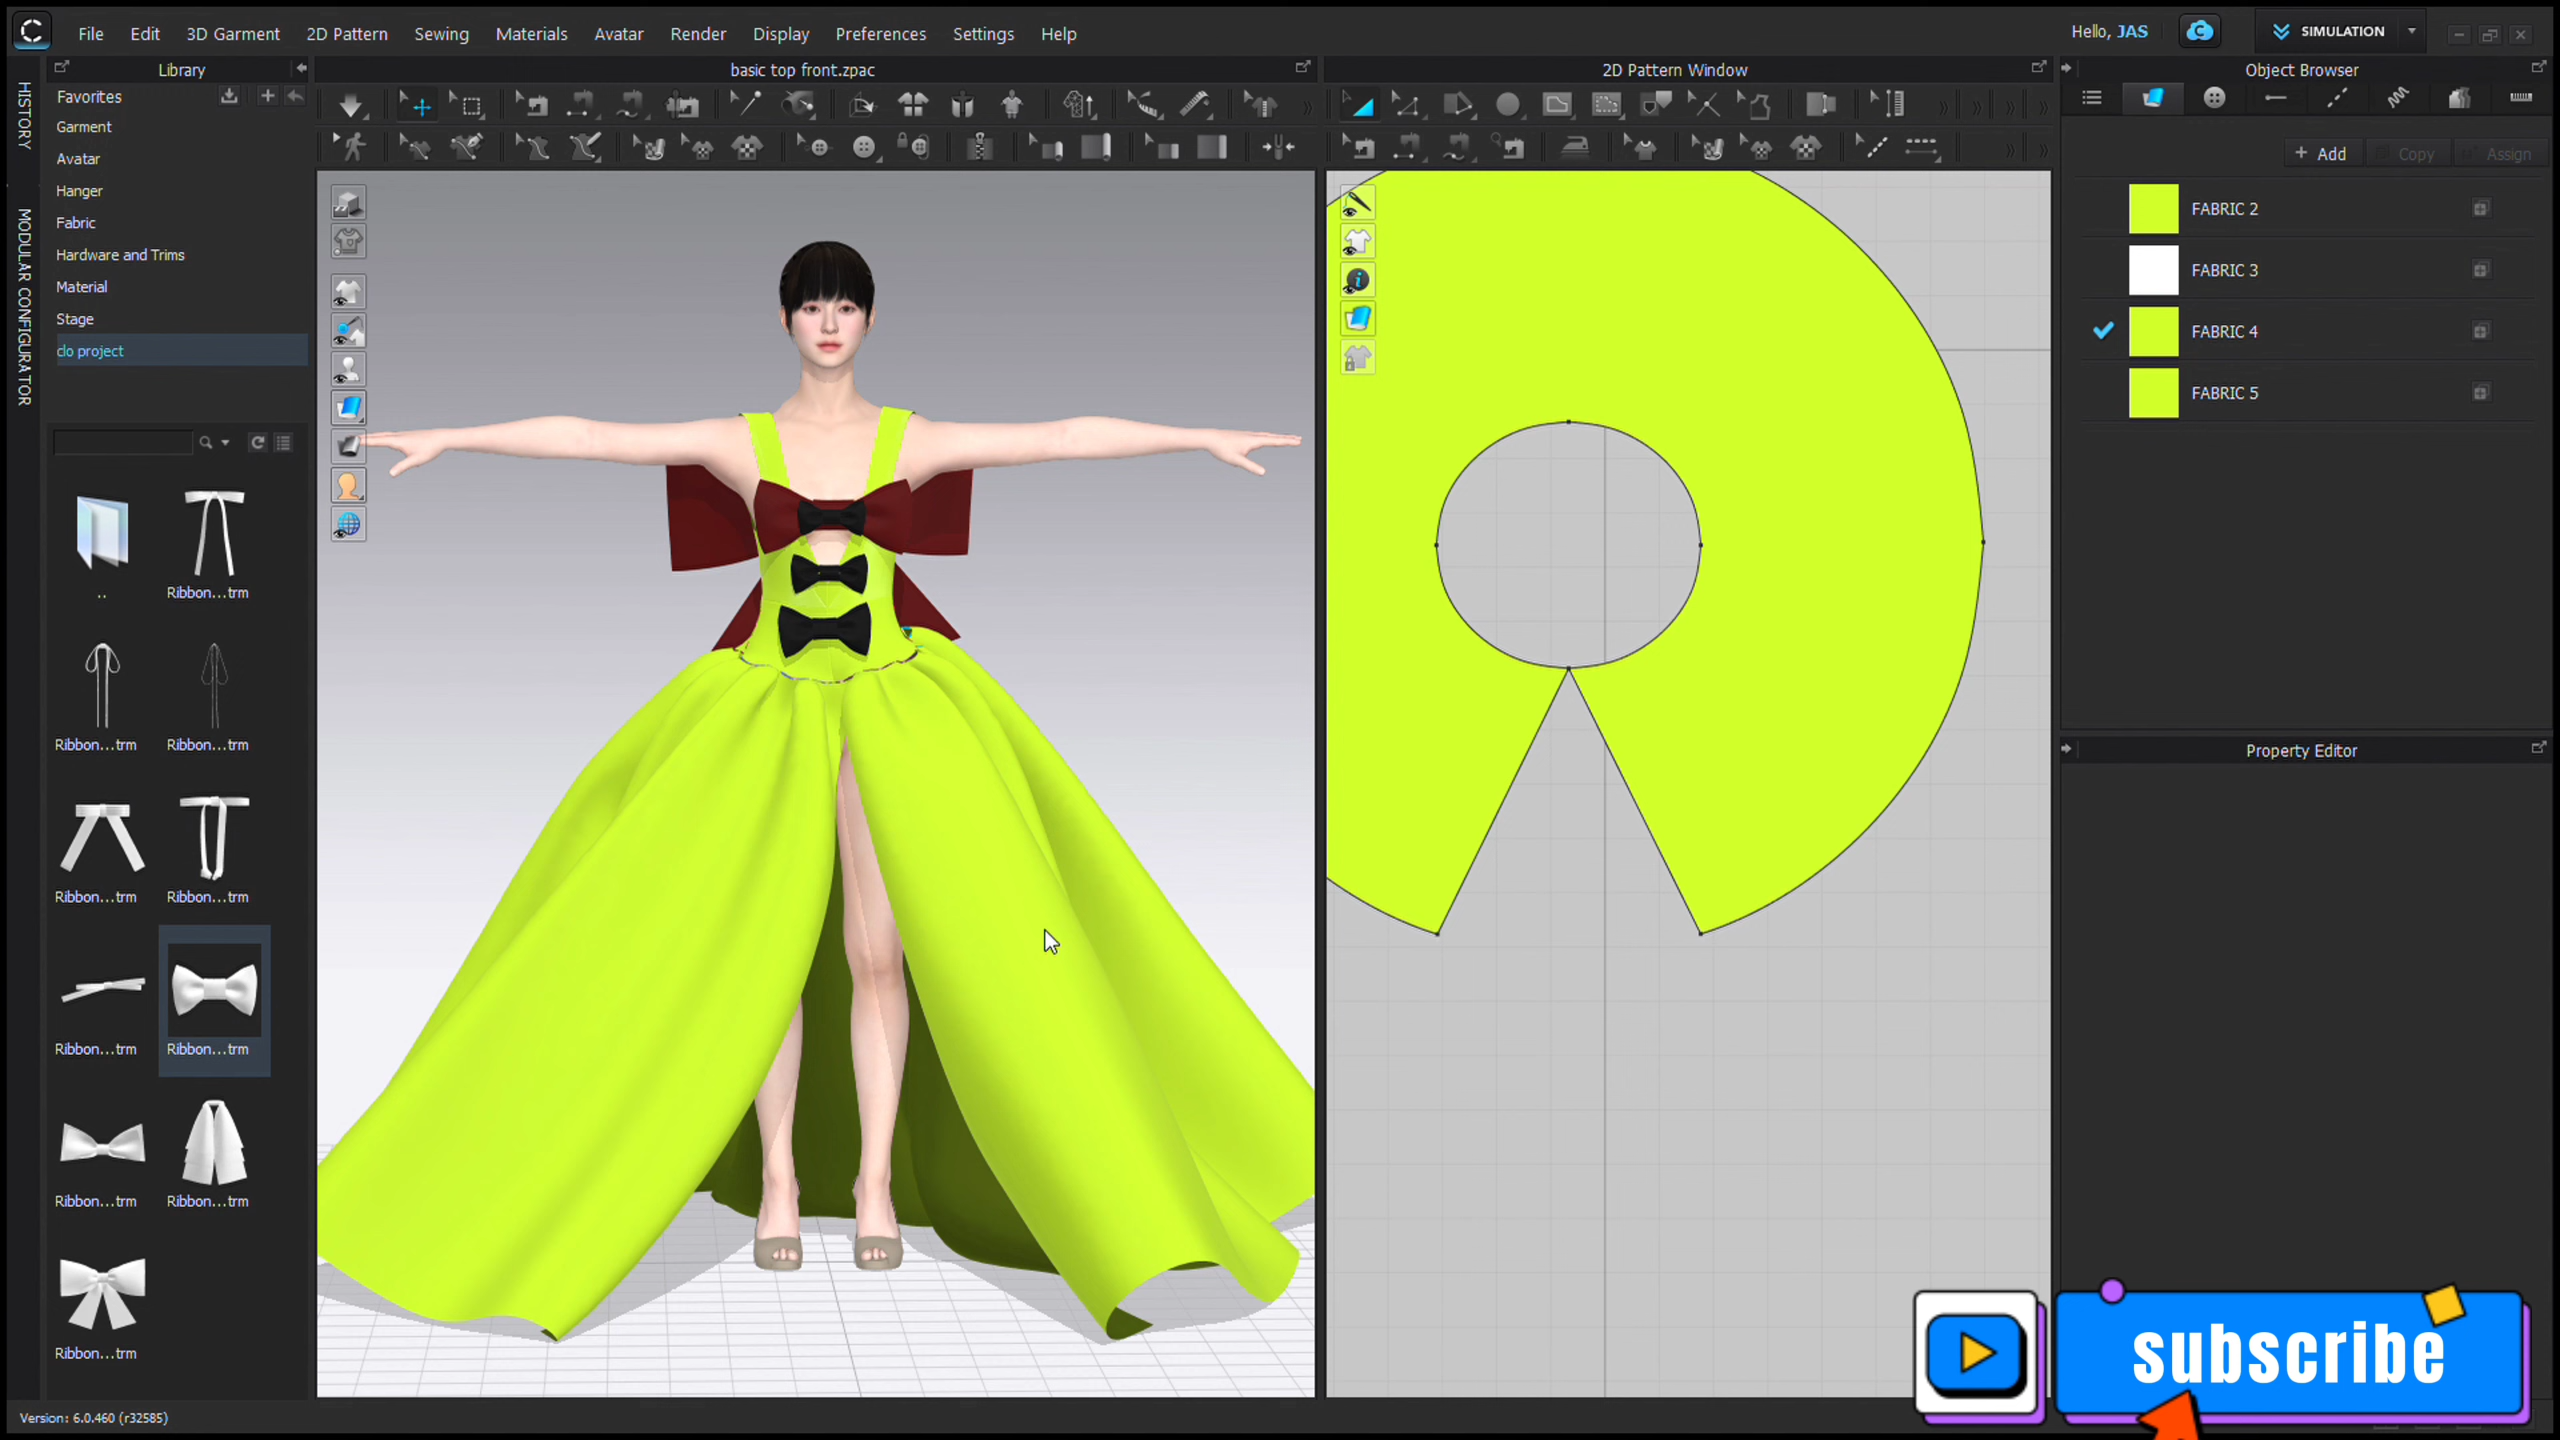 File Edit 3D Garment 2D Pattern Sewing Materials Avatar Render Display Preferences Settings Help
Hello, JAS
SIMULATION
HISTORY
MODULAR CONFIGURATOR
Library
Favorites
Garment
Avatar
Hanger
Fabric
Hardware and Trims
Material
Stage
clo project
..
Ribbon...trm
Ribbon...trm
Ribbon...trm
Ribbon...trm
Ribbon...trm
Ribbon...trm
Ribbon...trm
Ribbon...trm
Ribbon...trm
Ribbon...trm
Version: 6.0.460 (r32585)
basic top front.zpac
2D Pattern Window
Object Browser
+ Add
Copy
Assign
FABRIC 2
FABRIC 3
FABRIC 4
FABRIC 5
Property Editor
subscribe